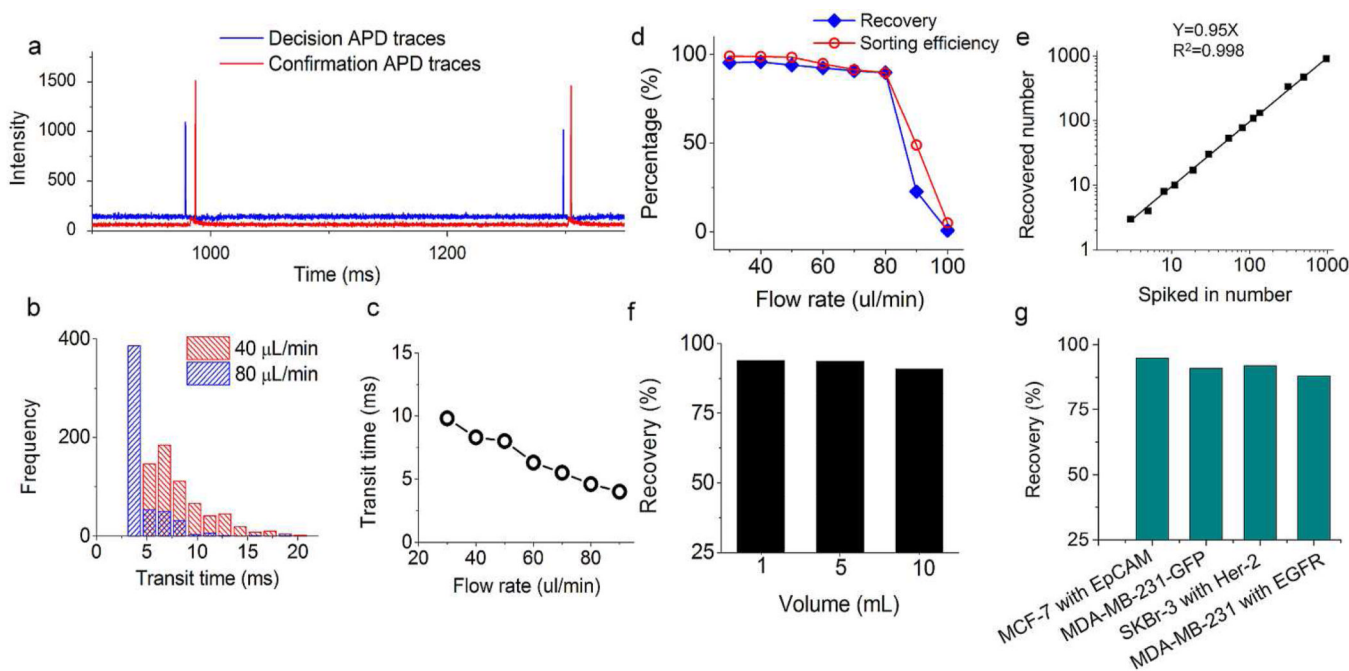 a
Decision APD traces
Confirmation APD traces
1500
1000
500
0
Intensity
1000
1200
Time (ms)
b
40 μL/min
80 μL/min
400
200
0
Frequency
0
5
10
15
20
Transit time (ms)
c
15
10
5
0
Transit time (ms)
20
40
60
80
Flow rate (ul/min)
d
Recovery
Sorting efficiency
100
50
0
Percentage (%)
40
60
80
100
Flow rate (ul/min)
e
Y=0.95X
R²=0.998
1000
100
10
1
Recovered number
1
10
100
1000
Spiked in number
f
100
75
50
25
Recovery (%)
1
5
10
Volume (mL)
g
100
75
50
25
Recovery (%)
MCF-7 with EpCAM
MDA-MB-231-GFP
SKBr-3 with Her-2
MDA-MB-231 with EGFR